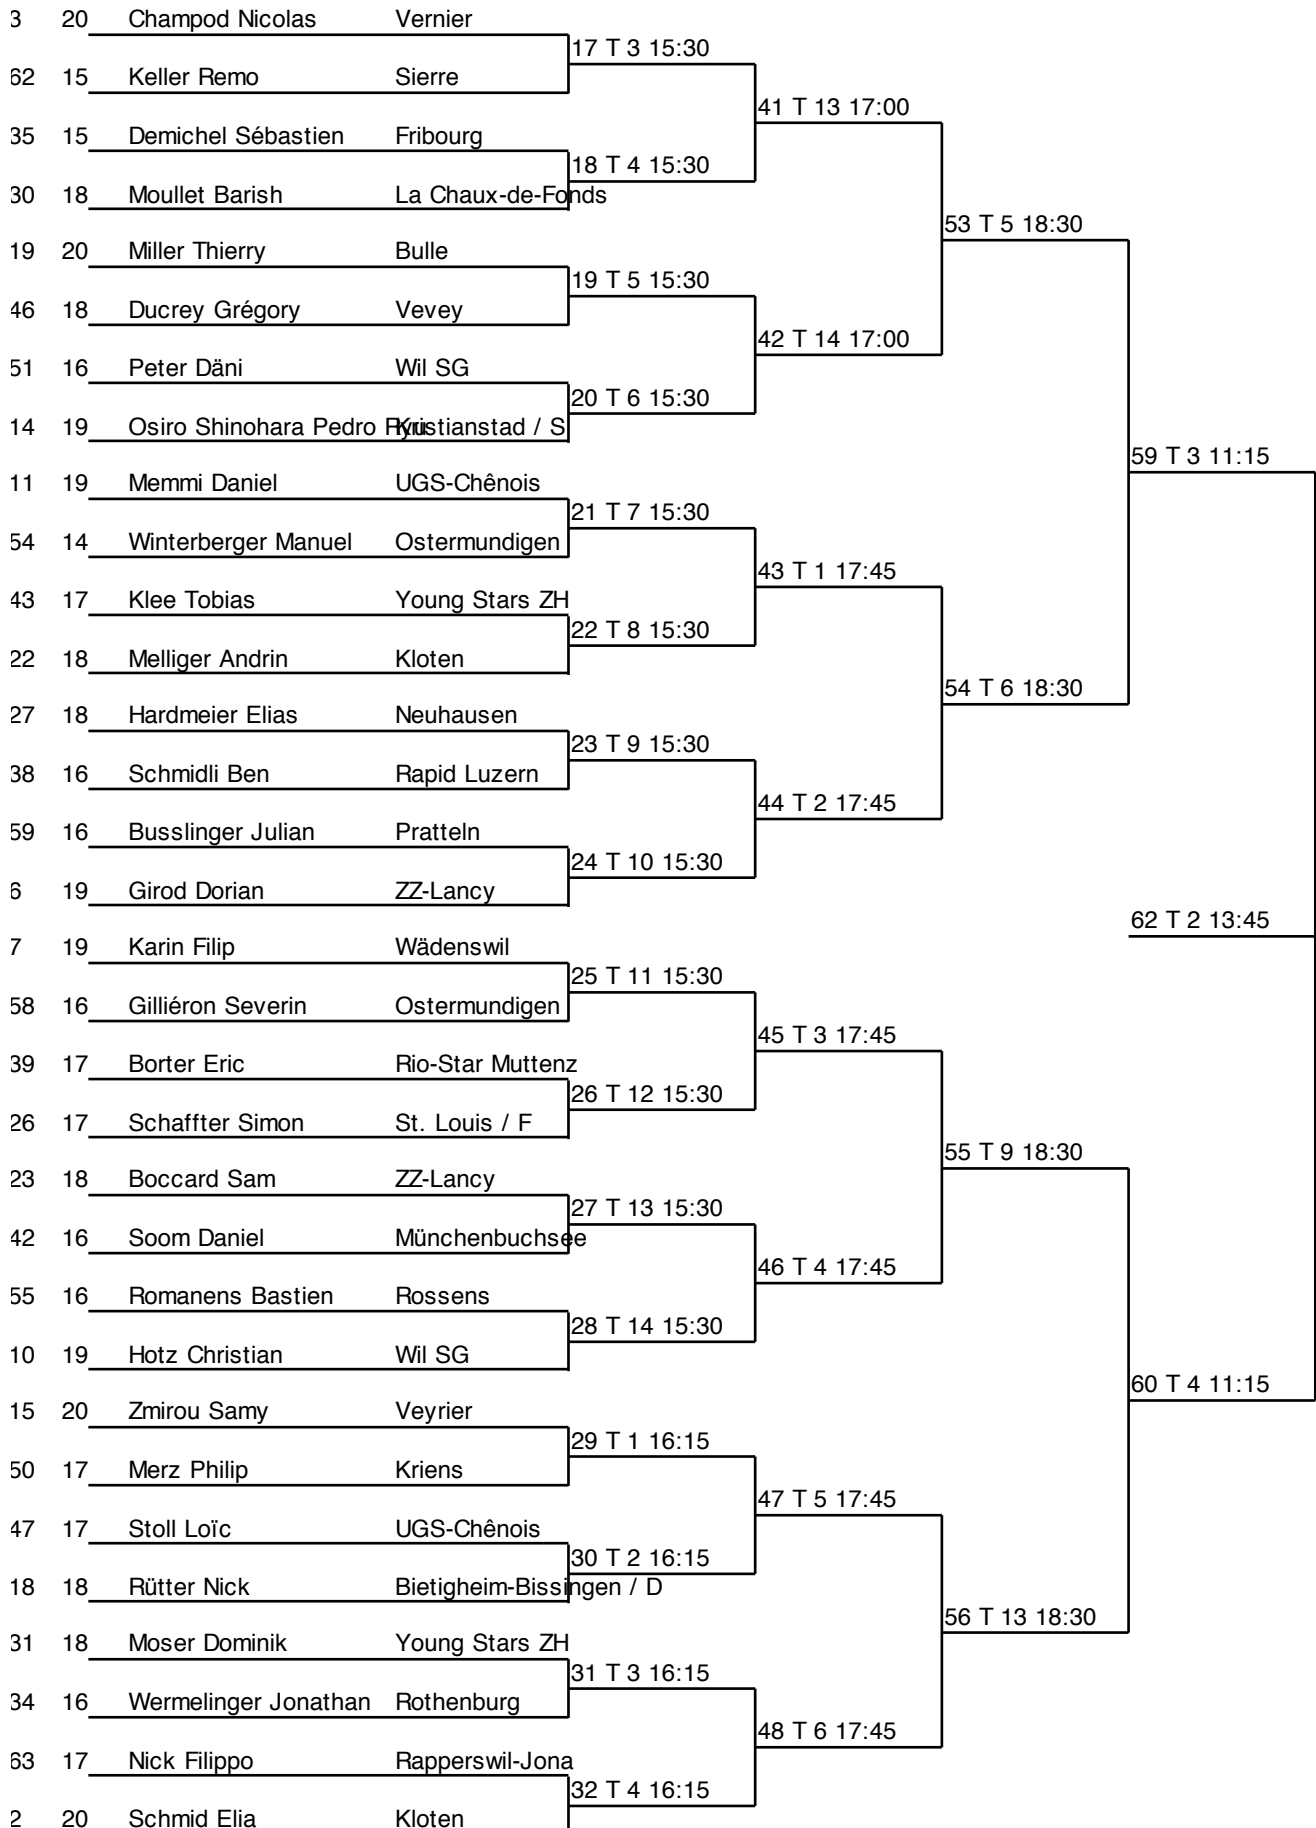 3 20 Champod Nicolas Vernier
17 T 3 15:30
62 15 Keller Remo Sierre
41 T 13 17:00
35 15 Demichel Sébastien Fribourg
18 T 4 15:30
30 18 Moullet Barish La Chaux-de-Fonds
53 T 5 18:30
19 20 Miller Thierry Bulle
19 T 5 15:30
46 18 Ducrey Grégory Vevey
42 T 14 17:00
51 16 Peter Däni Wil SG
20 T 6 15:30
14 19 Osiro Shinohara Pedro Ryu Kristianstad / S
59 T 3 11:15
11 19 Memmi Daniel UGS-Chênois
21 T 7 15:30
54 14 Winterberger Manuel Ostermundigen
43 T 1 17:45
43 17 Klee Tobias Young Stars ZH
22 T 8 15:30
22 18 Melliger Andrin Kloten
54 T 6 18:30
27 18 Hardmeier Elias Neuhausen
23 T 9 15:30
38 16 Schmidli Ben Rapid Luzern
44 T 2 17:45
59 16 Busslinger Julian Pratteln
24 T 10 15:30
6 19 Girod Dorian ZZ-Lancy
62 T 2 13:45
7 19 Karin Filip Wädenswil
25 T 11 15:30
58 16 Gilliéron Severin Ostermundigen
45 T 3 17:45
39 17 Borter Eric Rio-Star Muttenz
26 T 12 15:30
26 17 Schaffter Simon St. Louis / F
55 T 9 18:30
23 18 Boccard Sam ZZ-Lancy
27 T 13 15:30
42 16 Soom Daniel Münchenbuchsee
46 T 4 17:45
55 16 Romanens Bastien Rossens
28 T 14 15:30
10 19 Hotz Christian Wil SG
60 T 4 11:15
15 20 Zmirou Samy Veyrier
29 T 1 16:15
50 17 Merz Philip Kriens
47 T 5 17:45
47 17 Stoll Loïc UGS-Chênois
30 T 2 16:15
18 18 Rütter Nick Bietigheim-Bissingen / D
56 T 13 18:30
31 18 Moser Dominik Young Stars ZH
31 T 3 16:15
34 16 Wermelinger Jonathan Rothenburg
48 T 6 17:45
63 17 Nick Filippo Rapperswil-Jona
32 T 4 16:15
2 20 Schmid Elia Kloten